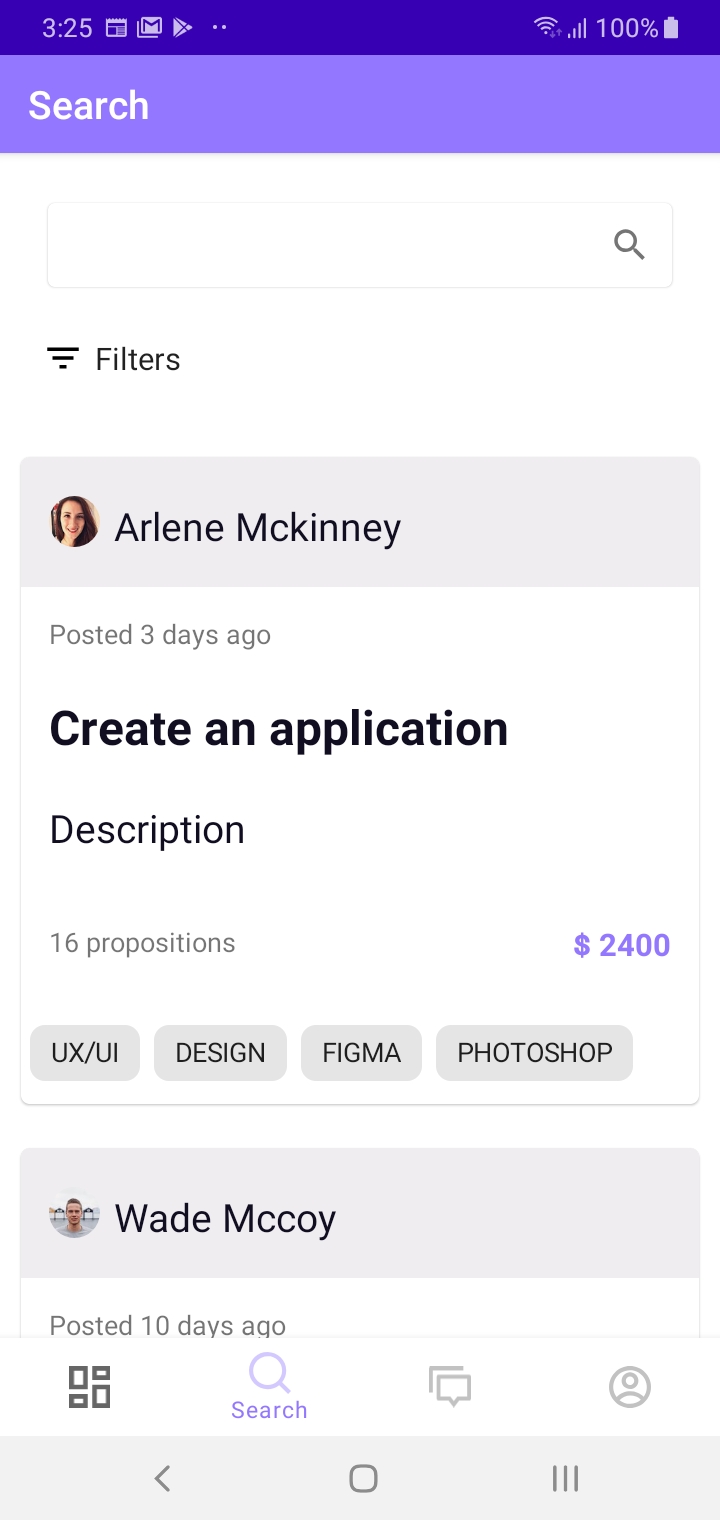 3:25 100%
Search
Filters
Arlene Mckinney
Posted 3 days ago
Create an application
Description
16 propositions $ 2400
UX/UI DESIGN FIGMA PHOTOSHOP
Wade Mccoy
Posted 10 days ago
Search